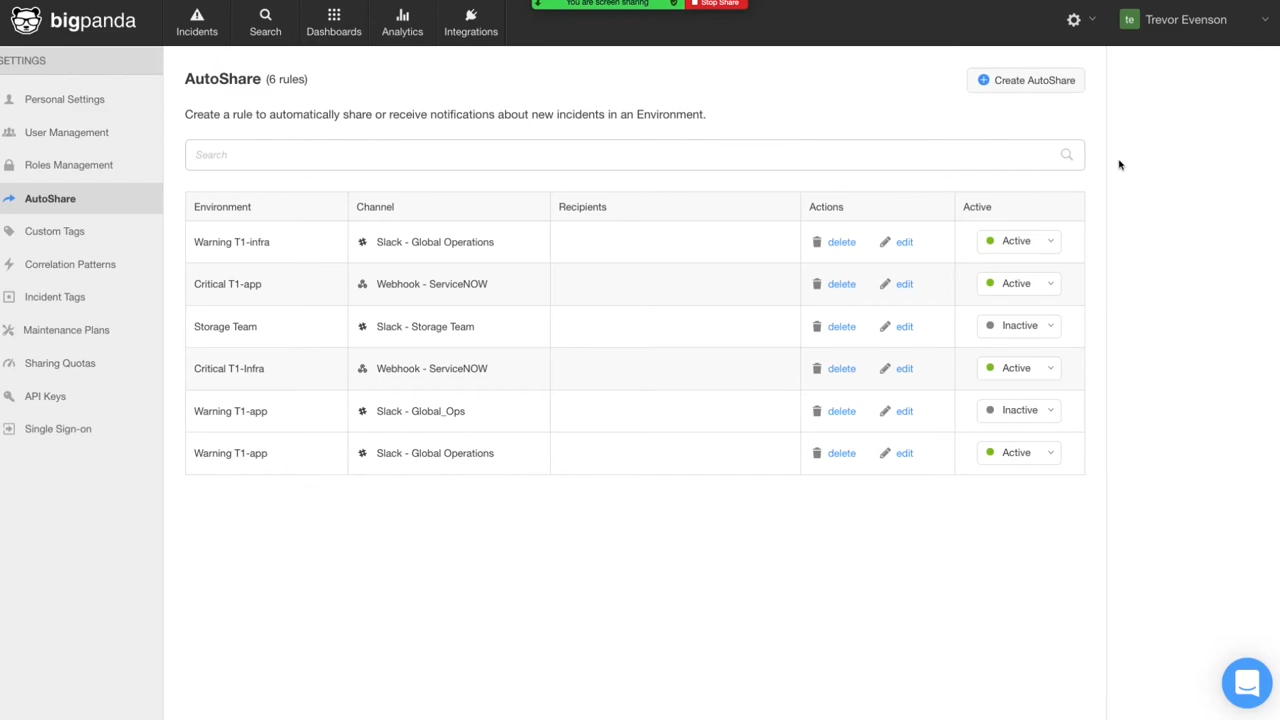 You are screen sharing Stop Share
bigpanda Incidents Search Dashboards Analytics Integrations te Trevor Evenson
SETTINGS
Personal Settings
User Management
Roles Management
AutoShare
Custom Tags
Correlation Patterns
Incident Tags
Maintenance Plans
Sharing Quotas
API Keys
Single Sign-on
AutoShare (6 rules)
Create AutoShare
Create a rule to automatically share or receive notifications about new incidents in an Environment.
Search
Environment Channel Recipients Actions Active
Warning T1-infra Slack - Global Operations delete edit Active
Critical T1-app Webhook - ServiceNOW delete edit Active
Storage Team Slack - Storage Team delete edit Inactive
Critical T1-Infra Webhook - ServiceNOW delete edit Active
Warning T1-app Slack - Global_Ops delete edit Inactive
Warning T1-app Slack - Global Operations delete edit Active